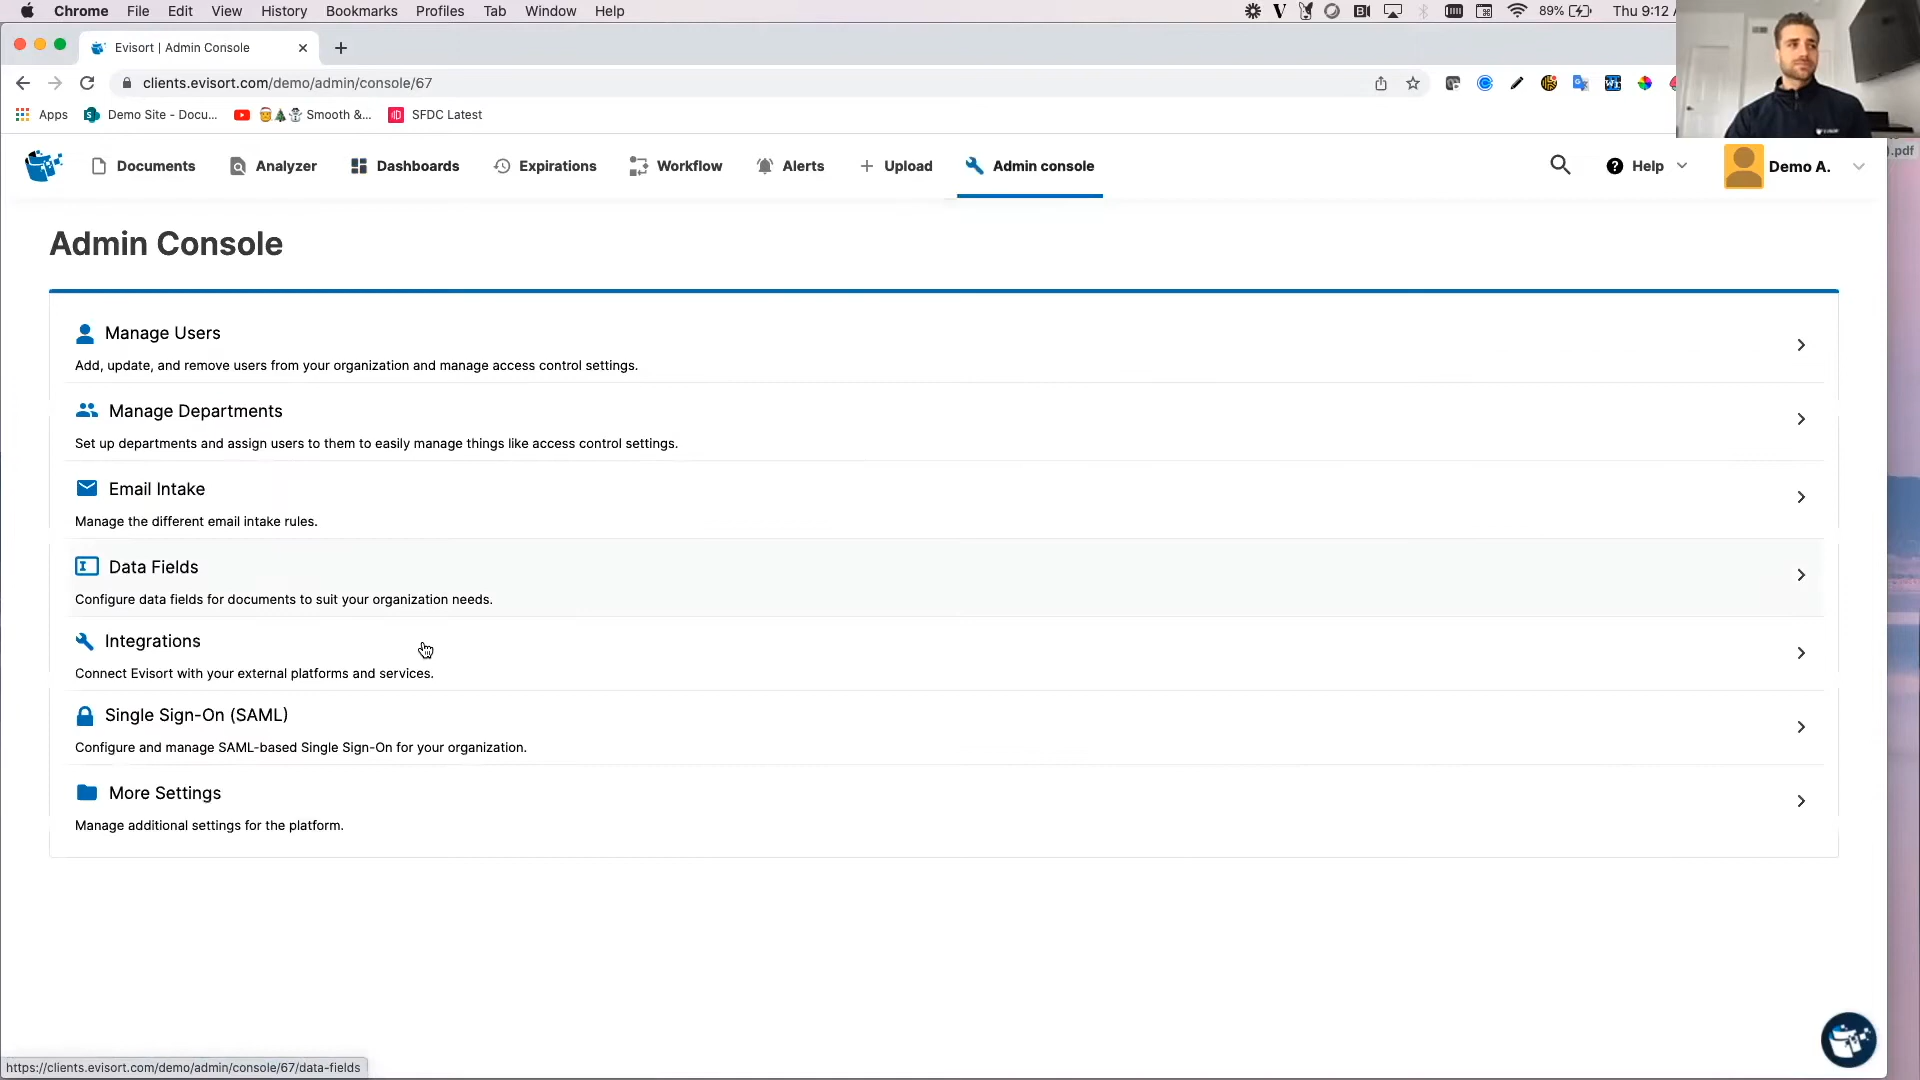 Chrome File Edit View History Bookmarks Profiles Tab Window Help 89% Thu 9:12
Evisort | Admin Console
clients.evisort.com/demo/admin/console/67
Apps Demo Site - Docu... Smooth &... SFDC Latest
.pdf
Documents Analyzer Dashboards Expirations Workflow Alerts Upload Admin console Help Demo A.
Admin Console
Manage Users
Add, update, and remove users from your organization and manage access control settings.
Manage Departments
Set up departments and assign users to them to easily manage things like access control settings.
Email Intake
Manage the different email intake rules.
Data Fields
Configure data fields for documents to suit your organization needs.
Integrations
Connect Evisort with your external platforms and services.
Single Sign-On (SAML)
Configure and manage SAML-based Single Sign-On for your organization.
More Settings
Manage additional settings for the platform.
https://clients.evisort.com/demo/admin/console/67/data-fields